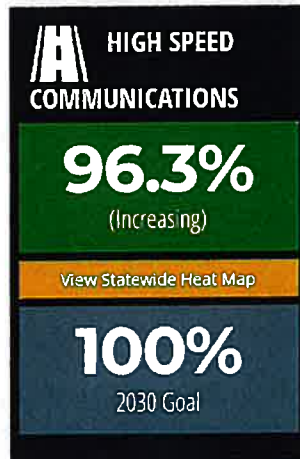 HIGH SPEED
COMMUNICATIONS
96.3%
(Increasing)
View Statewide Heat Map
100%
2030 Goal